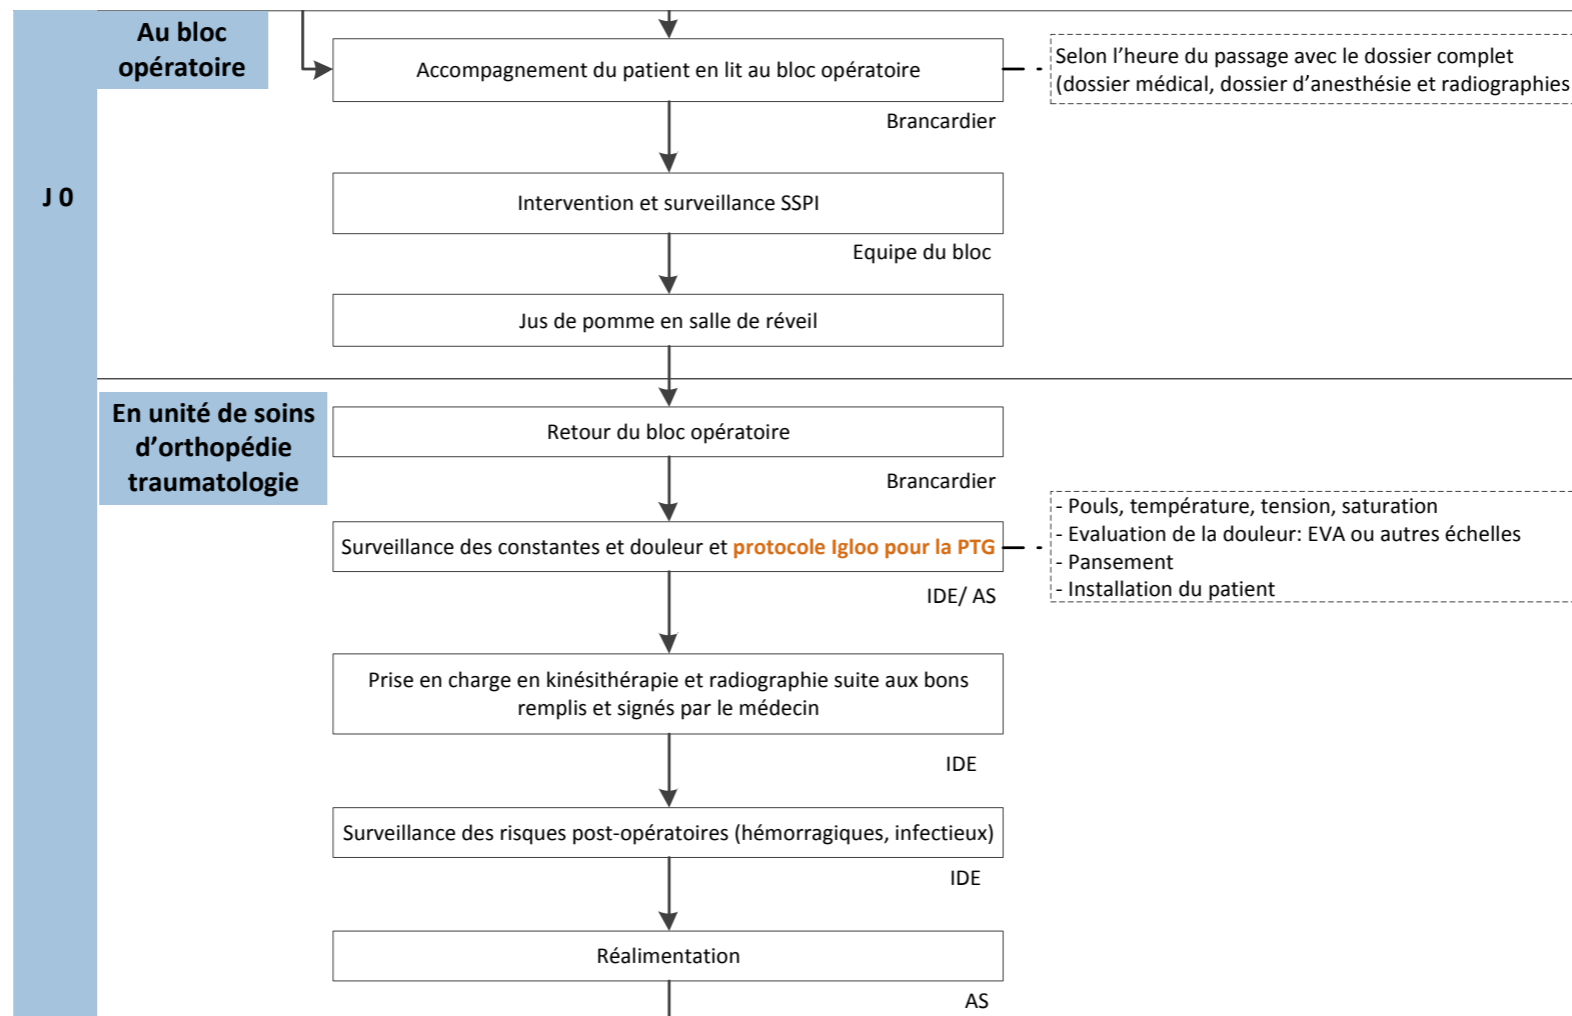 Au bloc
opératoire
J 0
Accompagnement du patient en lit au bloc opératoire
Selon l’heure du passage avec le dossier complet
(dossier médical, dossier d’anesthésie et radiographies
Brancardier
Intervention et surveillance SSPI
Equipe du bloc
Jus de pomme en salle de réveil
En unité de soins
d’orthopédie
traumatologie
Retour du bloc opératoire
Brancardier
Surveillance des constantes et douleur et protocole Igloo pour la PTG
- Pouls, température, tension, saturation
- Evaluation de la douleur: EVA ou autres échelles
- Pansement
- Installation du patient
IDE/ AS
Prise en charge en kinésithérapie et radiographie suite aux bons
remplis et signés par le médecin
IDE
Surveillance des risques post-opératoires (hémorragiques, infectieux)
IDE
Réalimentation
AS